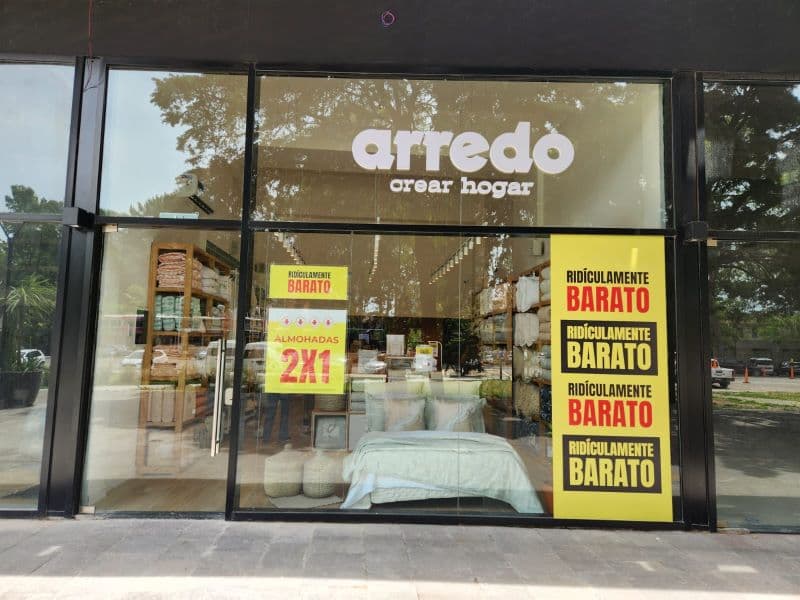 arredo
crear hogar
RIDÍCULAMENTE
BARATO
ALMOHADAS
2X1
RIDÍCULAMENTE
BARATO
RIDÍCULAMENTE
BARATO
RIDÍCULAMENTE
BARATO
RIDÍCULAMENTE
BARATO